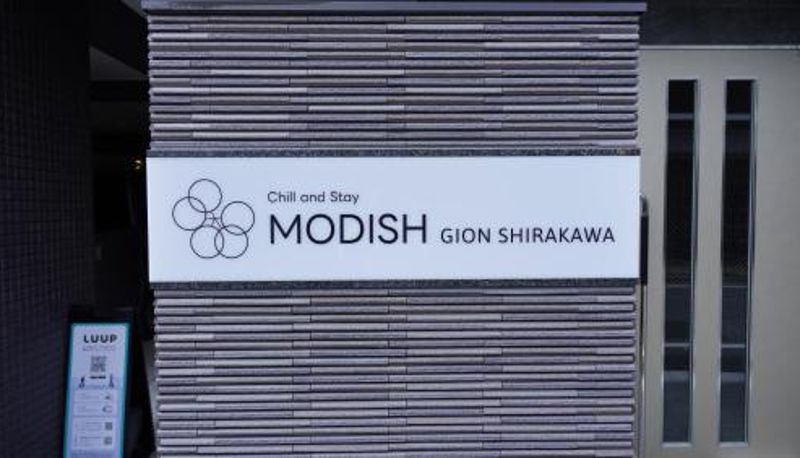 Chill and Stay
MODISH GION SHIRAKAWA
LUUP